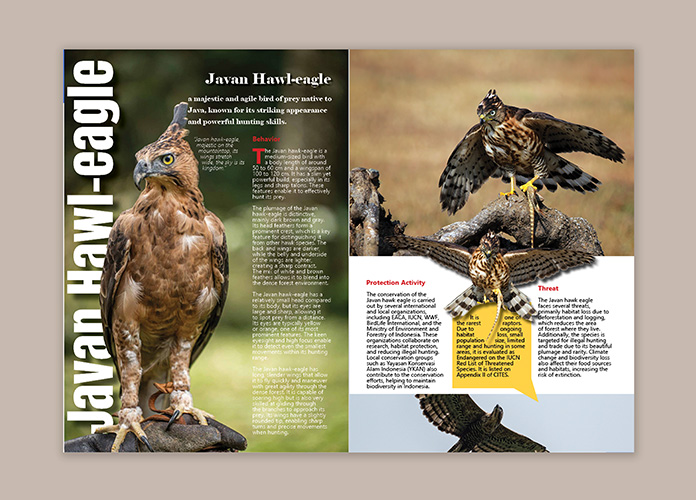 Javan Hawl-eagle
Javan Hawl-eagle
a majestic and agile bird of prey native to
Java, known for its striking appearance
and powerful hunting skills.
"Javan hawk-eagle,
majestic on the
mountaintop, its
wings stretch
wide, the sky is its
kingdom."
Behavior
The Javan hawk-eagle is a
medium-sized bird with
a body length of around
50 to 60 cm and a wingspan of
100 to 120 cm. It has a slim yet
powerful build, especially in its
legs and sharp talons. These
features enable it to effectively
hunt its prey.
The plumage of the Javan
hawk-eagle is distinctive,
mainly dark brown and gray.
Its head feathers form a
prominent crest, which is a key
feature for distinguishing it
from other hawk species. The
back and wings are darker,
while the belly and underside
of the wings are lighter,
creating a sharp contrast.
The mix of white and brown
feathers allows it to blend into
the dense forest environment.
The Javan hawk-eagle has a
relatively small head compared
to its body, but its eyes are
large and sharp, allowing it
to spot prey from a distance.
Its eyes are typically yellow
or orange, one of its most
prominent features. The keen
eyesight and high focus enable
it to detect even the smallest
movements within its hunting
range.
The Javan hawk-eagle has
long, slender wings that allow
it to fly quickly and maneuver
with great agility through the
dense forest. It is capable of
soaring high but is also very
skilled at gliding through
the branches to approach its
prey. Its wings have a slightly
rounded tip, enabling sharp
turns and precise movements
when hunting.
Protection Activity
The conservation of the
Javan hawk eagle is carried
out by several international
and local organizations,
including EACA, IUCN, WWF,
BirdLife International, and the
Ministry of Environment and
Forestry of Indonesia. These
organizations collaborate on
research, habitat protection,
and reducing illegal hunting.
Local conservation groups
such as Yayasan Konservasi
Alam Indonesia (YKAN) also
contribute to the conservation
efforts, helping to maintain
biodiversity in Indonesia.
It is one of
the rarest raptors.
Due to ongoing
habitat loss, small
population size, limited
range and hunting in some
areas, it is evaluated as
Endangered on the IUCN
Red List of Threatened
Species. It is listed on
Appendix II of CITES.
Threat
The Javan hawk eagle
faces several threats,
primarily habitat loss due to
deforestation and logging,
which reduces the area
of forest where they live.
Additionally, the species is
targeted for illegal hunting
and trade due to its beautiful
plumage and rarity. Climate
change and biodiversity loss
also affect their food sources
and habitats, increasing the
risk of extinction.